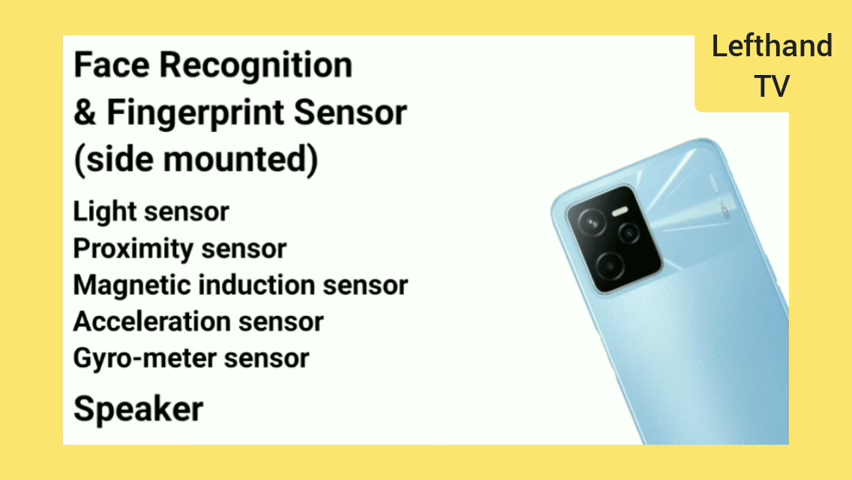 Face Recognition
& Fingerprint Sensor
(side mounted)
Light sensor
Proximity sensor
Magnetic induction sensor
Acceleration sensor
Gyro-meter sensor
Speaker
Lefthand
TV